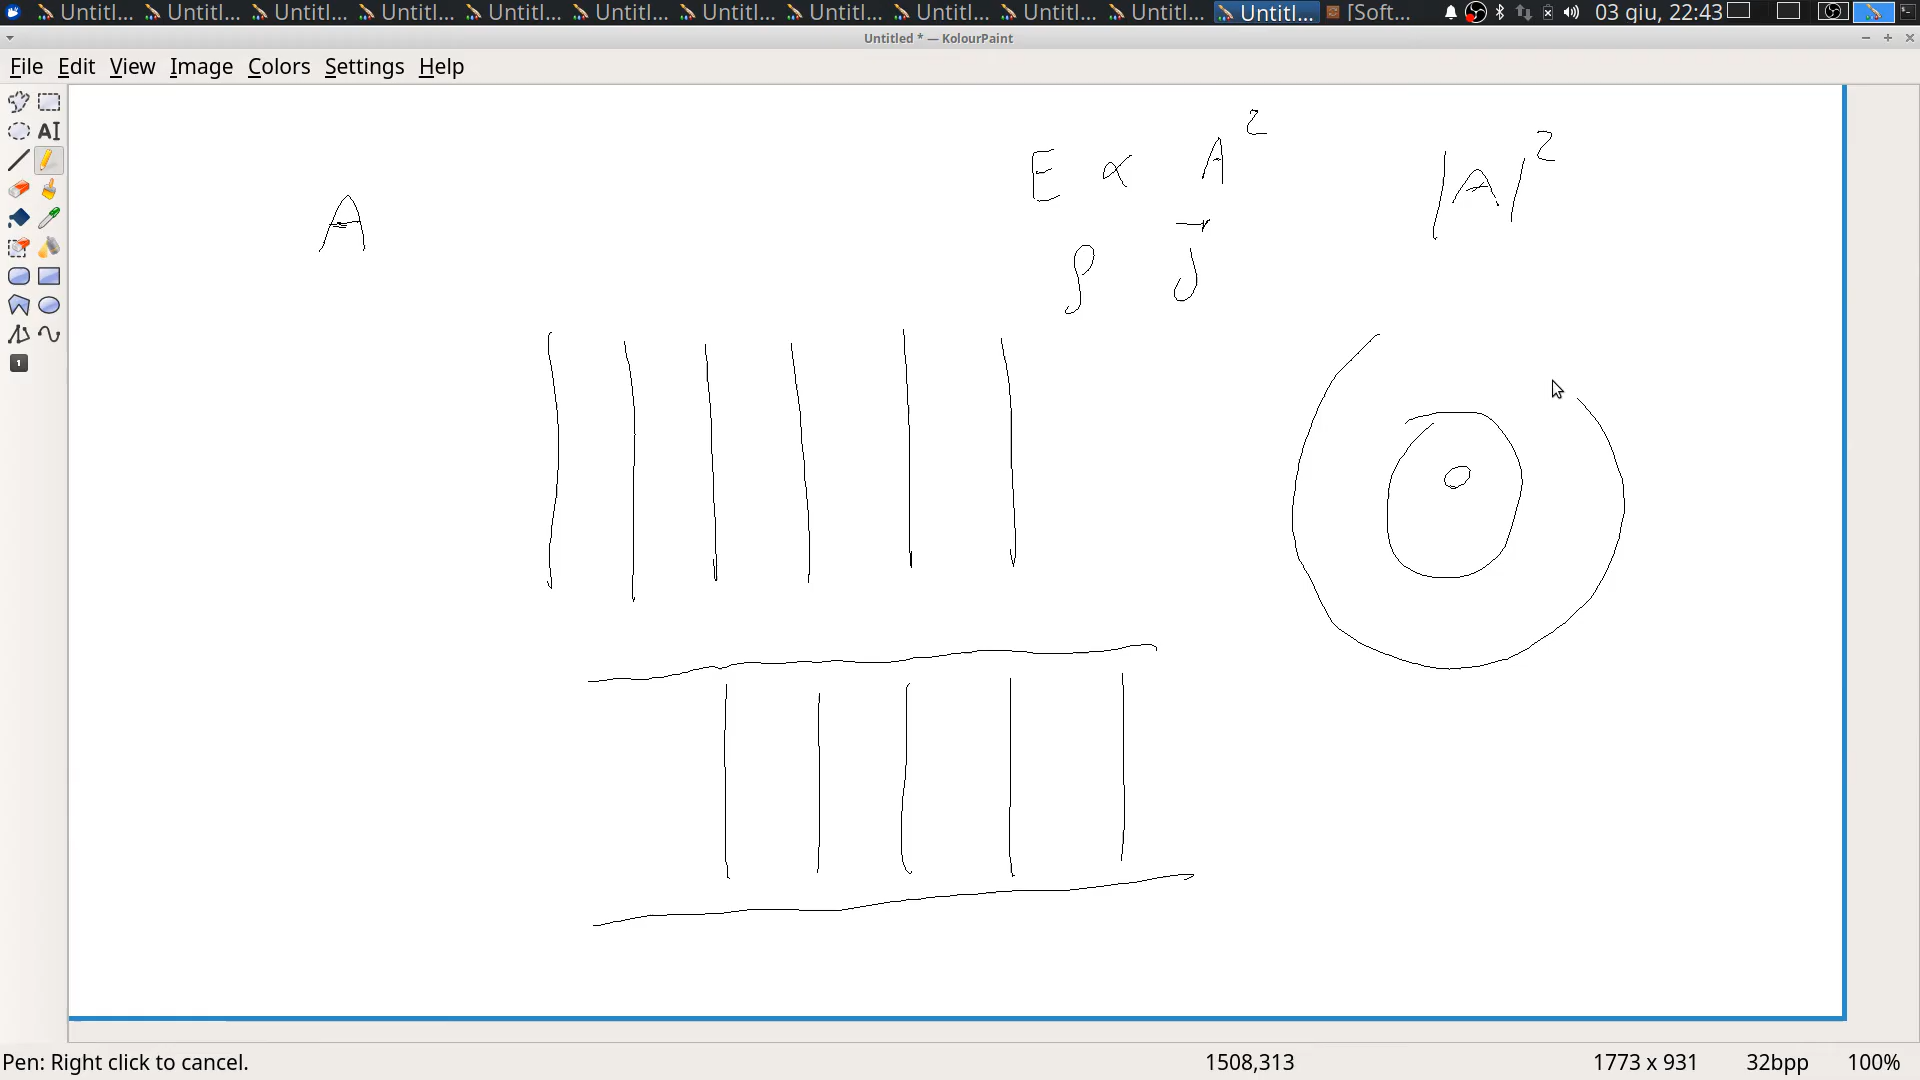 Untitl... Untitl... Untitl... Untitl... Untitl... Untitl... Untitl... Untitl... Untitl... Untitl... Untitl... Untitl... [Soft... 03 giu, 22:43
Untitled * — KolourPaint
File Edit View Image Colors Settings Help
AI
1
E ∝ A² |A|²
A
ρ J⃗
Pen: Right click to cancel. 1508,313 1773 x 931 32bpp 100%